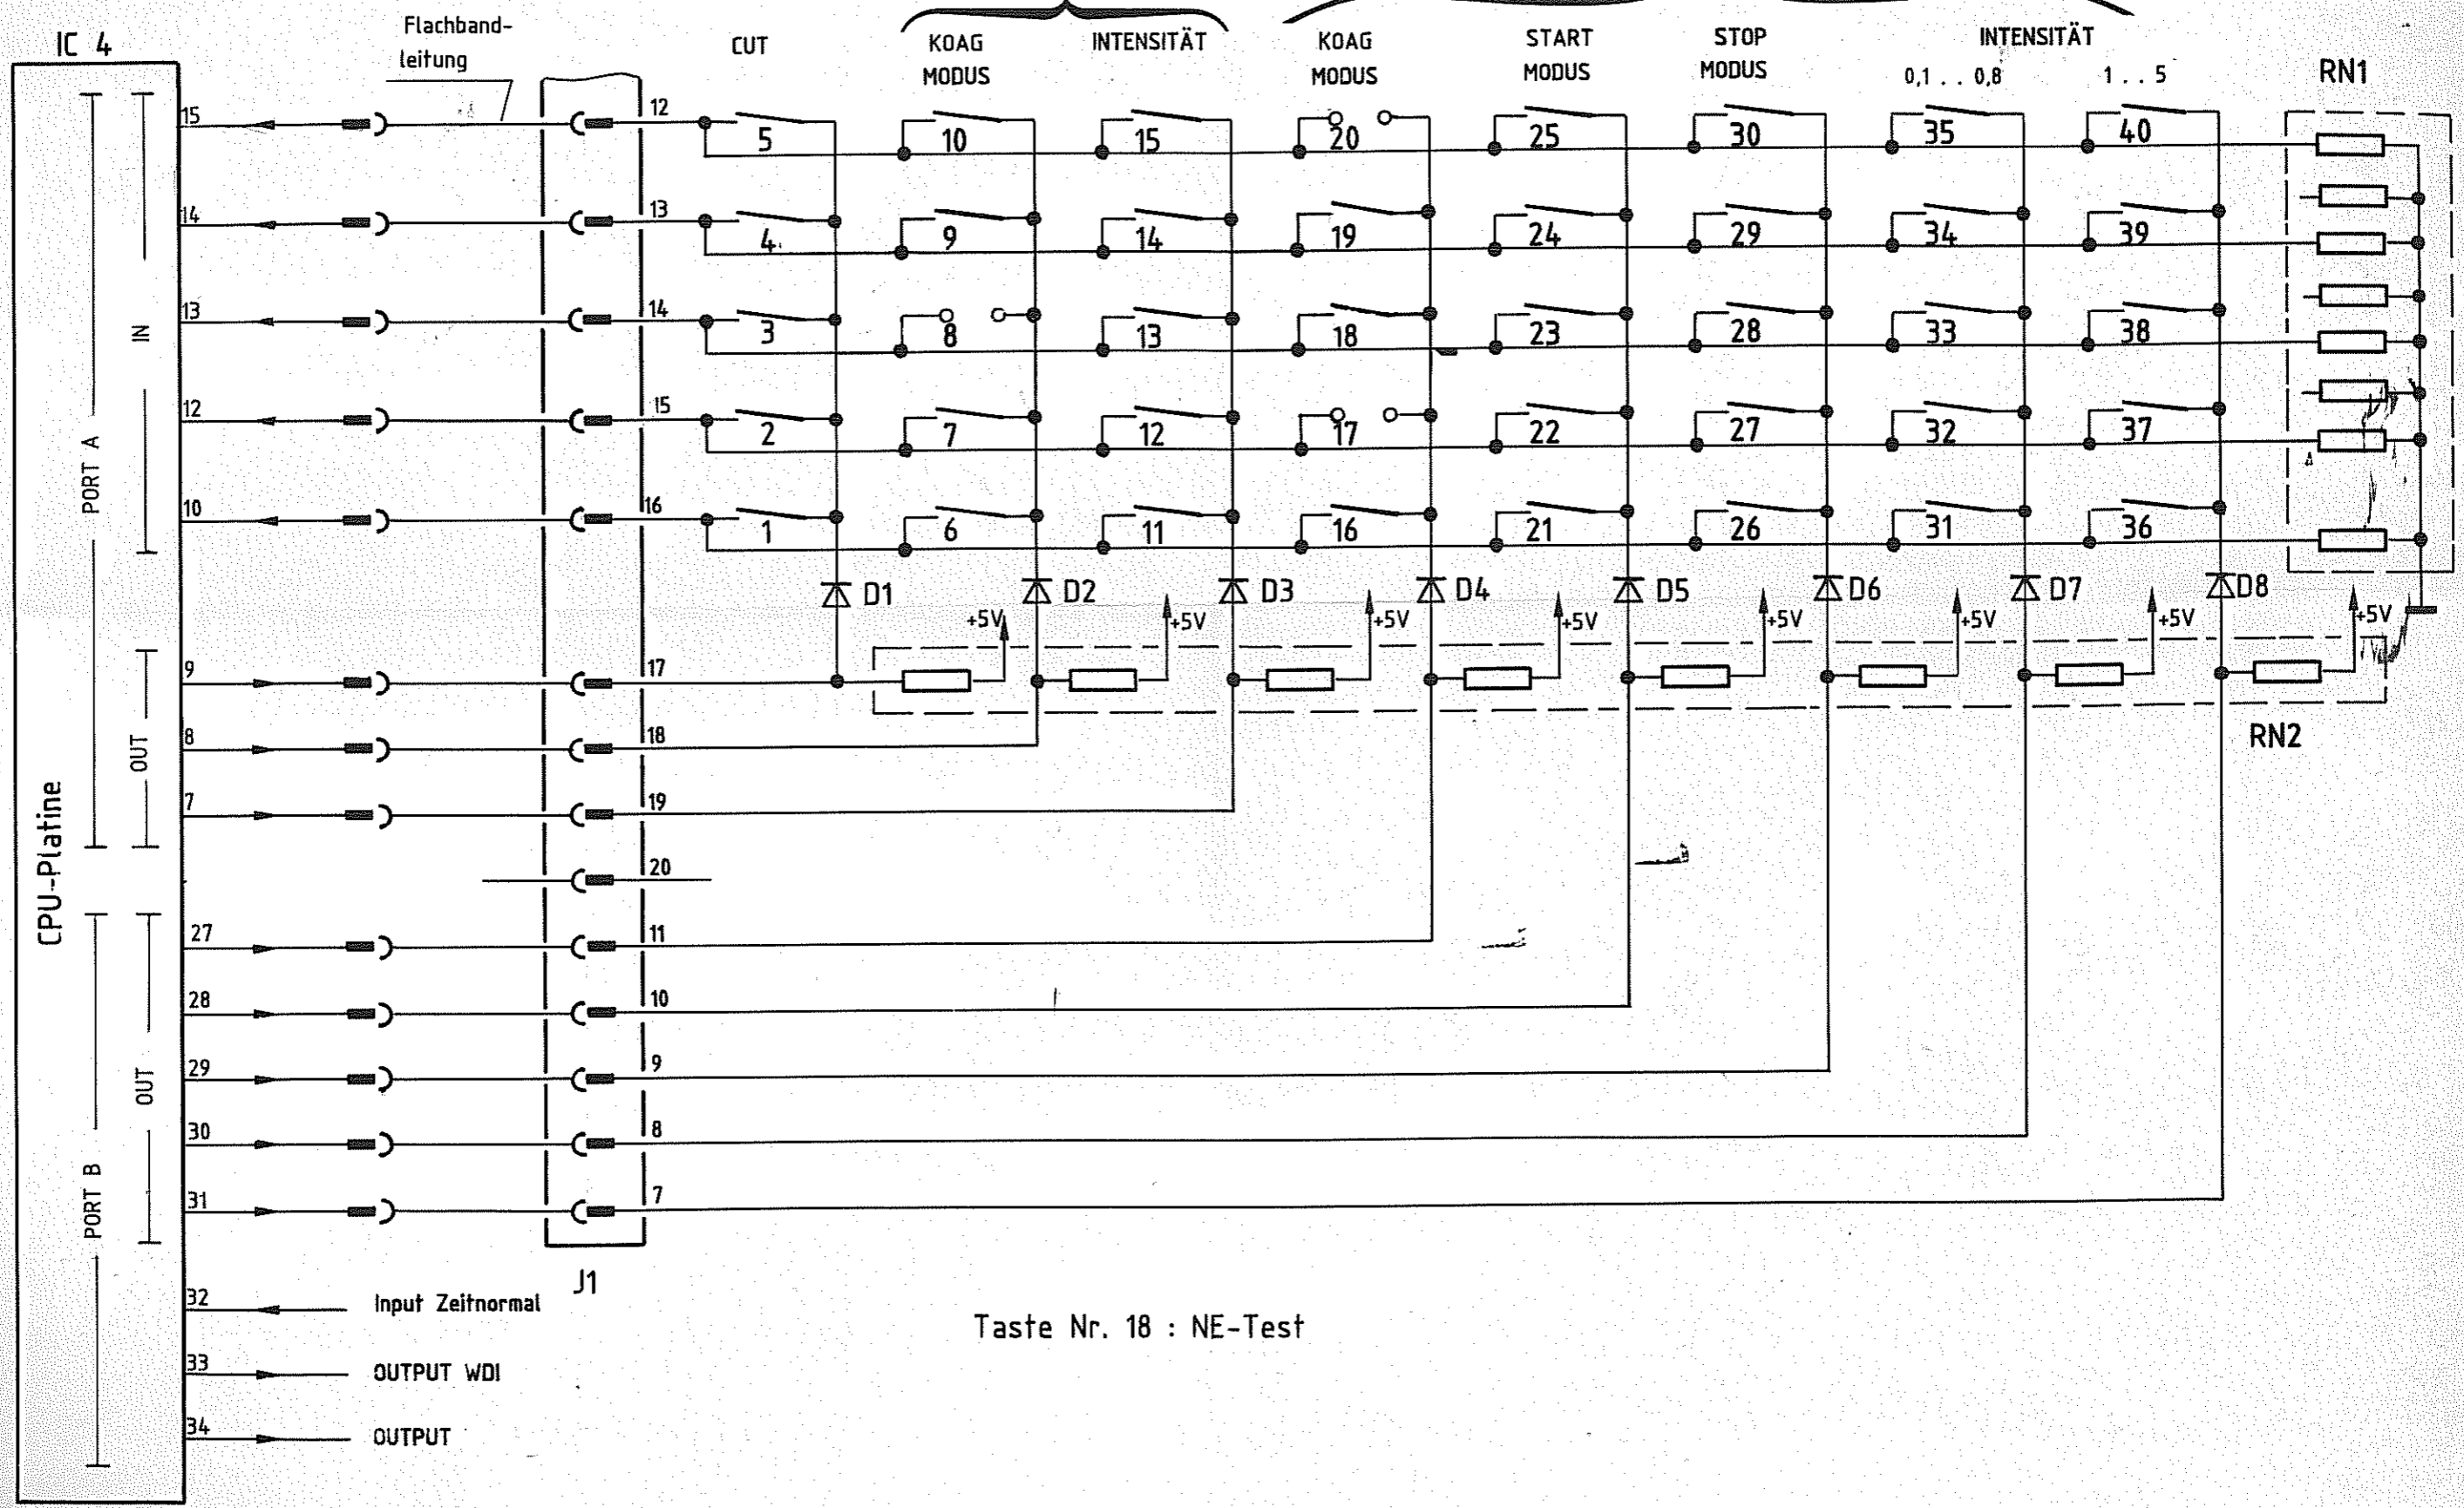 IC 4
Flachband-
leitung
CUT
KOAG
MODUS
INTENSITÄT
KOAG
MODUS
START
MODUS
STOP
MODUS
INTENSITÄT
0,1 . . 0,8
1 . . 5
RN1
15
12
5
10
15
20
25
30
35
40
14
13
4
9
14
19
24
29
34
39
13
14
3
8
13
18
23
28
33
38
12
15
2
7
12
17
22
27
32
37
10
16
1
6
11
16
21
26
31
36
PORT A
IN
D1
D2
D3
D4
D5
D6
D7
D8
+5V
+5V
+5V
+5V
+5V
+5V
+5V
+5V
RN2
9
17
8
18
7
19
OUT
20
CPU-Platine
27
11
28
10
29
9
30
8
31
7
OUT
PORT B
J1
32
Input Zeitnormal
33
OUTPUT WDI
34
OUTPUT
Taste Nr. 18 : NE-Test